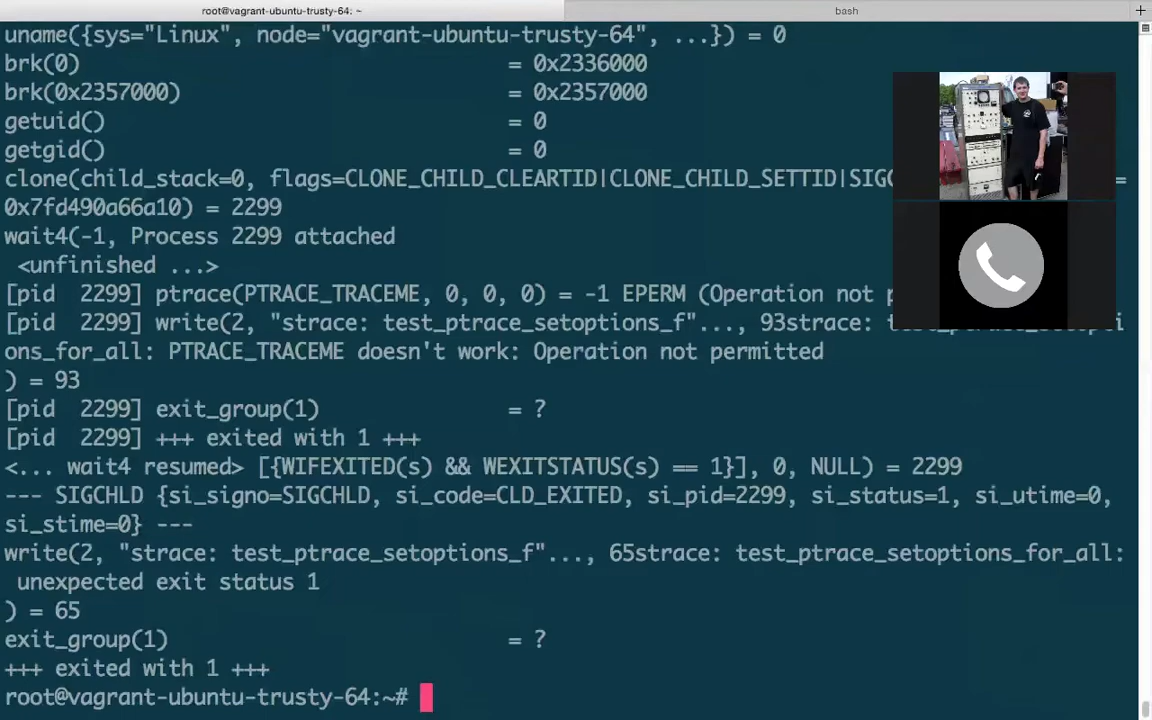 root@vagrant-ubuntu-trusty-64: ~
bash
uname({sys="Linux", node="vagrant-ubuntu-trusty-64", ...}) = 0
brk(0) = 0x2336000
brk(0x2357000) = 0x2357000
getuid() = 0
getgid() = 0
clone(child_stack=0, flags=CLONE_CHILD_CLEARTID|CLONE_CHILD_SETTID|SIGC =
0x7fd490a66a10) = 2299
wait4(-1, Process 2299 attached
<unfinished ...>
[pid 2299] ptrace(PTRACE_TRACEME, 0, 0, 0) = -1 EPERM (Operation not p
[pid 2299] write(2, "strace: test_ptrace_setoptions_f"..., 93strace: test_ptrace_setopti
ons_for_all: PTRACE_TRACEME doesn't work: Operation not permitted
) = 93
[pid 2299] exit_group(1) = ?
[pid 2299] +++ exited with 1 +++
<... wait4 resumed> [{WIFEXITED(s) && WEXITSTATUS(s) == 1}], 0, NULL) = 2299
--- SIGCHLD {si_signo=SIGCHLD, si_code=CLD_EXITED, si_pid=2299, si_status=1, si_utime=0,
si_stime=0} ---
write(2, "strace: test_ptrace_setoptions_f"..., 65strace: test_ptrace_setoptions_for_all:
unexpected exit status 1
) = 65
exit_group(1) = ?
+++ exited with 1 +++
root@vagrant-ubuntu-trusty-64:~#